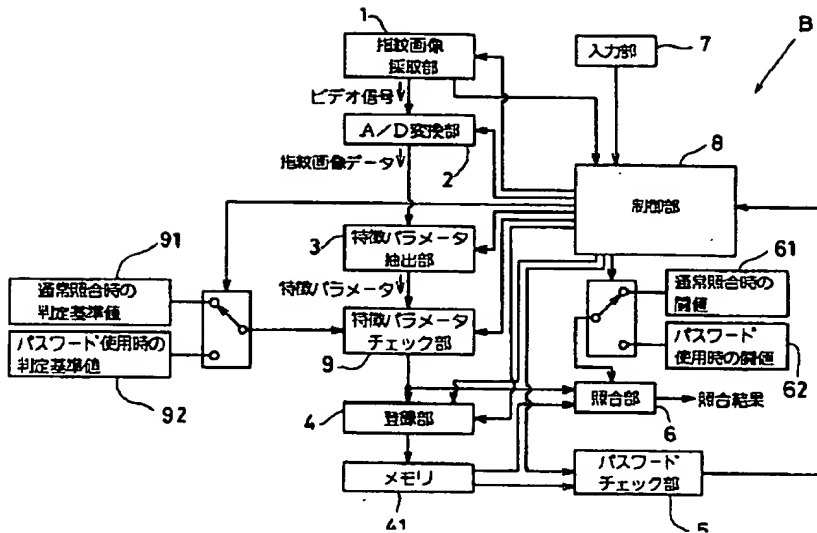 1
指紋画像
採取部
入力部
7
B
ビデオ信号
A/D変換部
2
指紋画像データ
8
制御部
3
特徴パラメータ
抽出部
91
通常照合時の
判定基準値
特徴パラメータ
61
通常照合時の
閾値
パスワード使用時の
判定基準値
92
特徴パラメータ
チェック部
9
パスワード
使用時の閾値
62
4
登録部
照合部
6
照合結果
メモリ
41
パスワード
チェック部
5